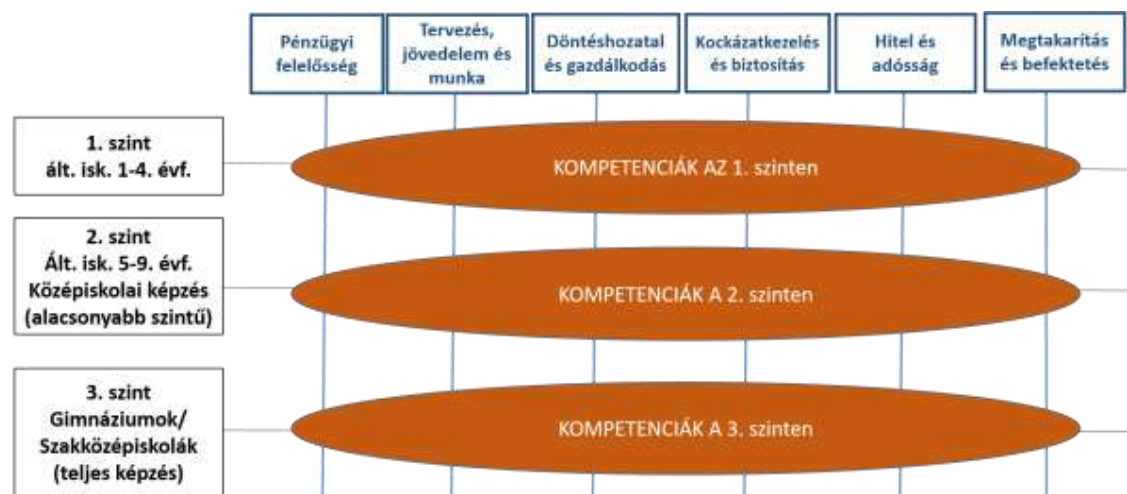 Pénzügyi
felelősség
Tervezés,
jövedelem és
munka
Döntéshozatal
és gazdálkodás
Kockázatkezelés
és biztosítás
Hitel és
adósság
Megtakarítás
és befektetés
1. szint
ált. isk. 1-4. évf.
KOMPETENCIÁK AZ 1. szinten
2. szint
Ált. isk. 5-9. évf.
Középiskolai képzés
(alacsonyabb szintű)
KOMPETENCIÁK A 2. szinten
3. szint
Gimnáziumok/
Szakközépiskolák
(teljes képzés)
KOMPETENCIÁK A 3. szinten